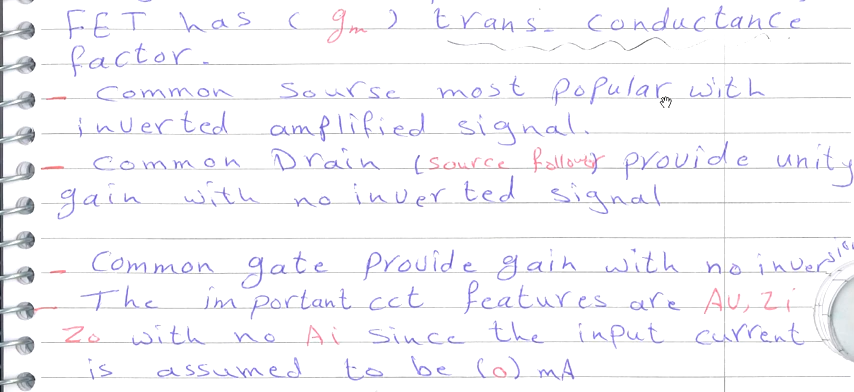 FET has (gm) trans- conductance
factor.
- Common Sourse most popular with
inverted amplified signal.
- Common Drain (source follower) provide unity
gain with no inverted signal
- Common gate provide gain with no inversion
- The important cct features are Av, Zi
Zo with no Ai since the input current
is assumed to be (0) mA